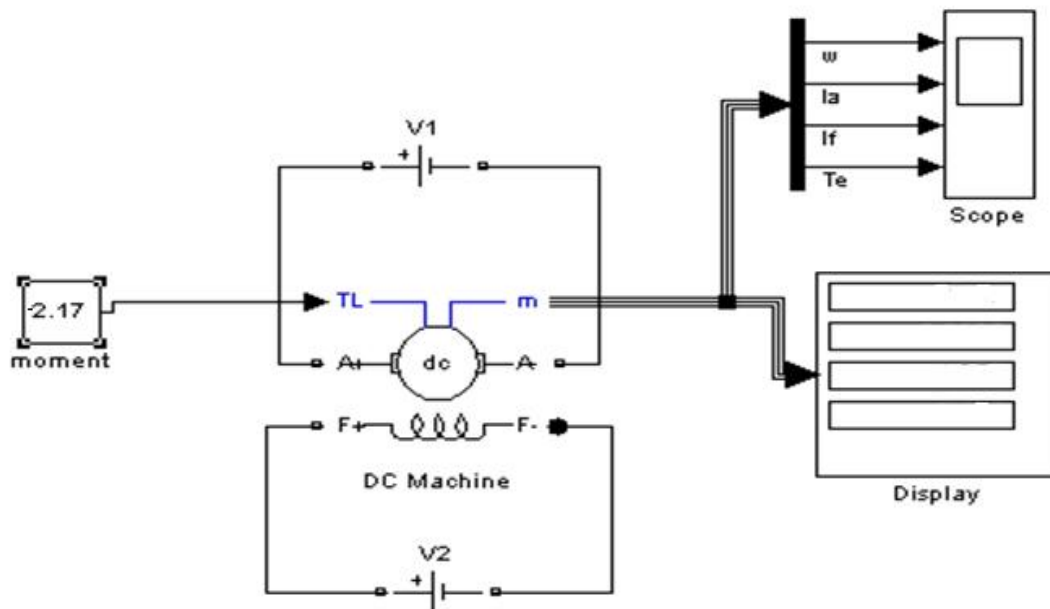 w
Ia
If
Te
Scope
V1
+
-2.17
moment
TL
m
A+
dc
A-
F+
F-
DC Machine
Display
V2
+